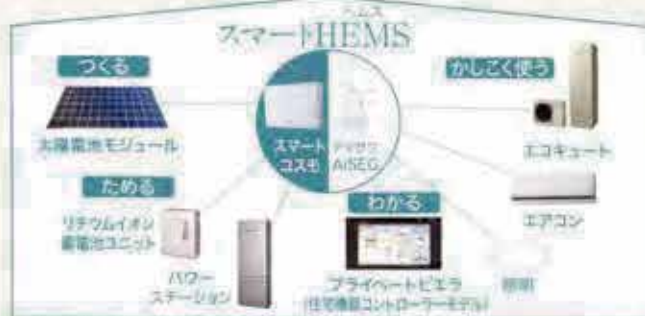 ヘムス
スマートHEMS
つくる
かしこく使う
太陽電池モジュール
スマート
コスモ
AiSEG
エコキュート
ためる
わかる
リチウムイオン
蓄電池ユニット
エアコン
パワー
ステーション
プライベートビエラ
(住宅機器コントローラーモデル)
照明